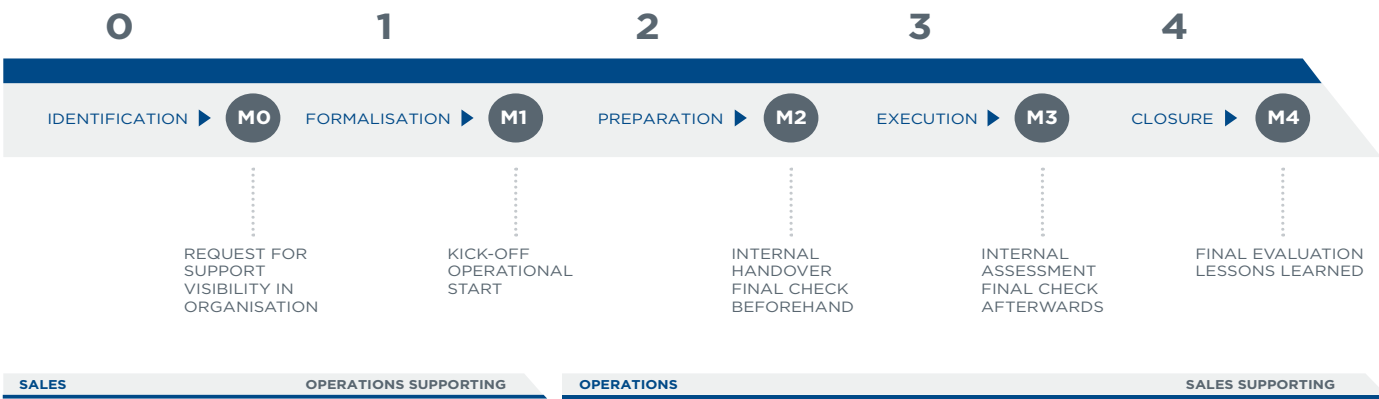 0 1 2 3 4
IDENTIFICATION M0 FORMALISATION M1 PREPARATION M2 EXECUTION M3 CLOSURE M4
REQUEST FOR
SUPPORT
VISIBILITY IN
ORGANISATION
KICK-OFF
OPERATIONAL
START
INTERNAL
HANDOVER
FINAL CHECK
BEFOREHAND
INTERNAL
ASSESSMENT
FINAL CHECK
AFTERWARDS
FINAL EVALUATION
LESSONS LEARNED
SALES OPERATIONS SUPPORTING OPERATIONS SALES SUPPORTING